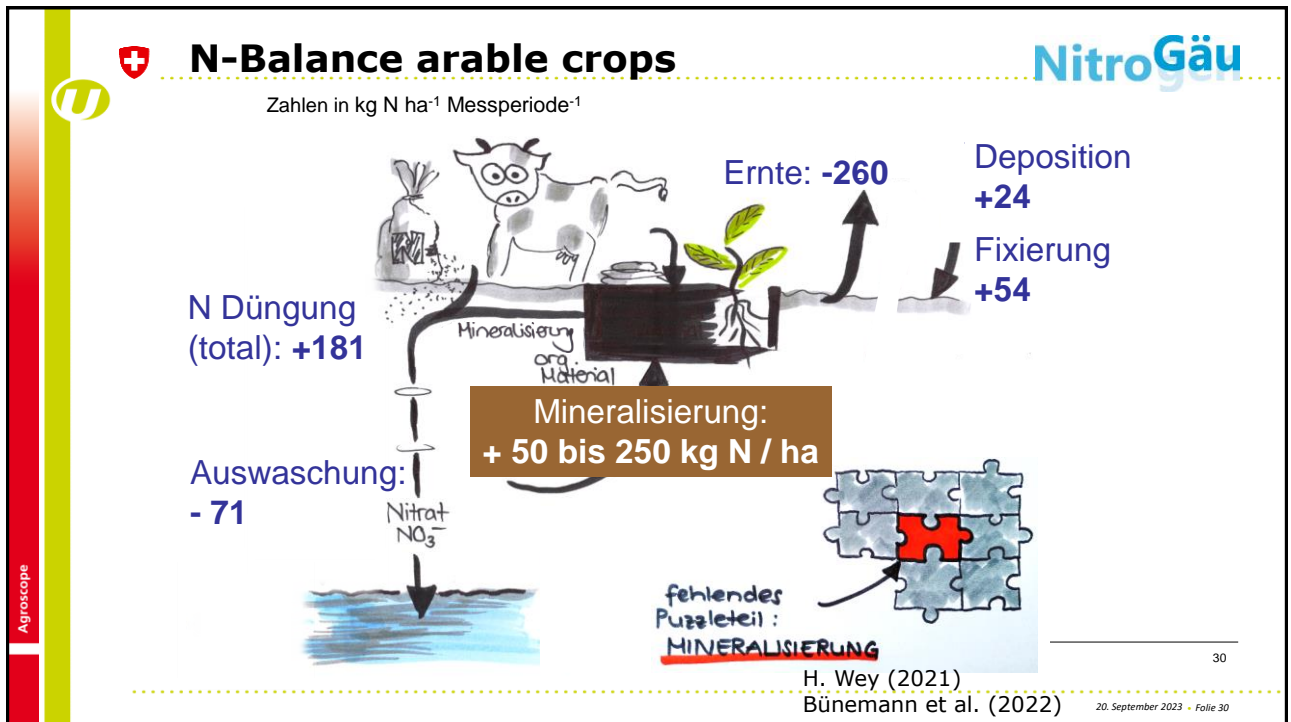 N-Balance arable crops
NitroGäu
Zahlen in kg N ha⁻¹ Messperiode⁻¹
Ernte: -260
Deposition
+24
Fixierung
+54
N
N Düngung
(total): +181
Mineralisierung
org.
Material
Mineralisierung:
+ 50 bis 250 kg N / ha
Auswaschung:
- 71
Nitrat
NO₃⁻
fehlendes
Puzzleteil:
MINERALISIERUNG
Agroscope
30
H. Wey (2021)
Bünemann et al. (2022)
20. September 2023 • Folie 30